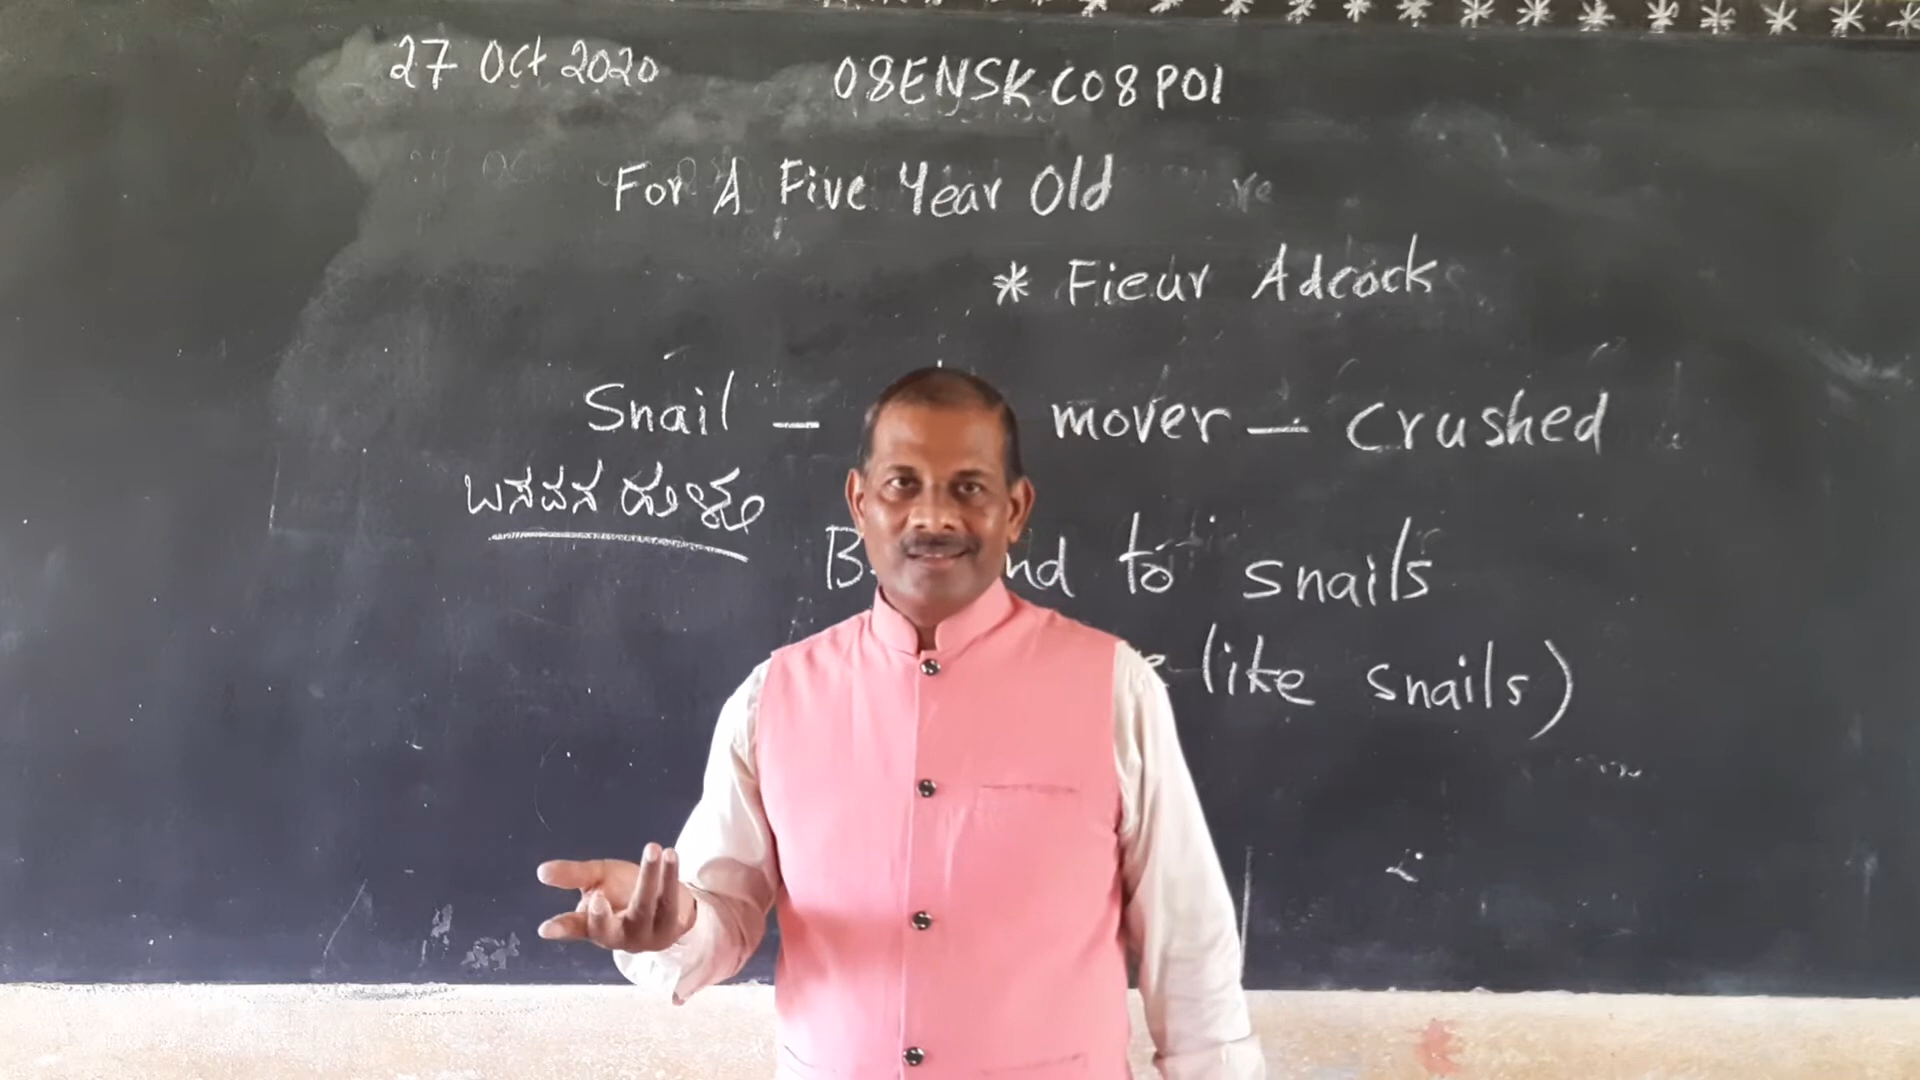 27 Oct 2020 08ENSKC08P01
For A Five Year Old
* Fieur Adcock
Snail — mover — crushed
ಬಸವನ ಹುಳು
to snails
(like snails)